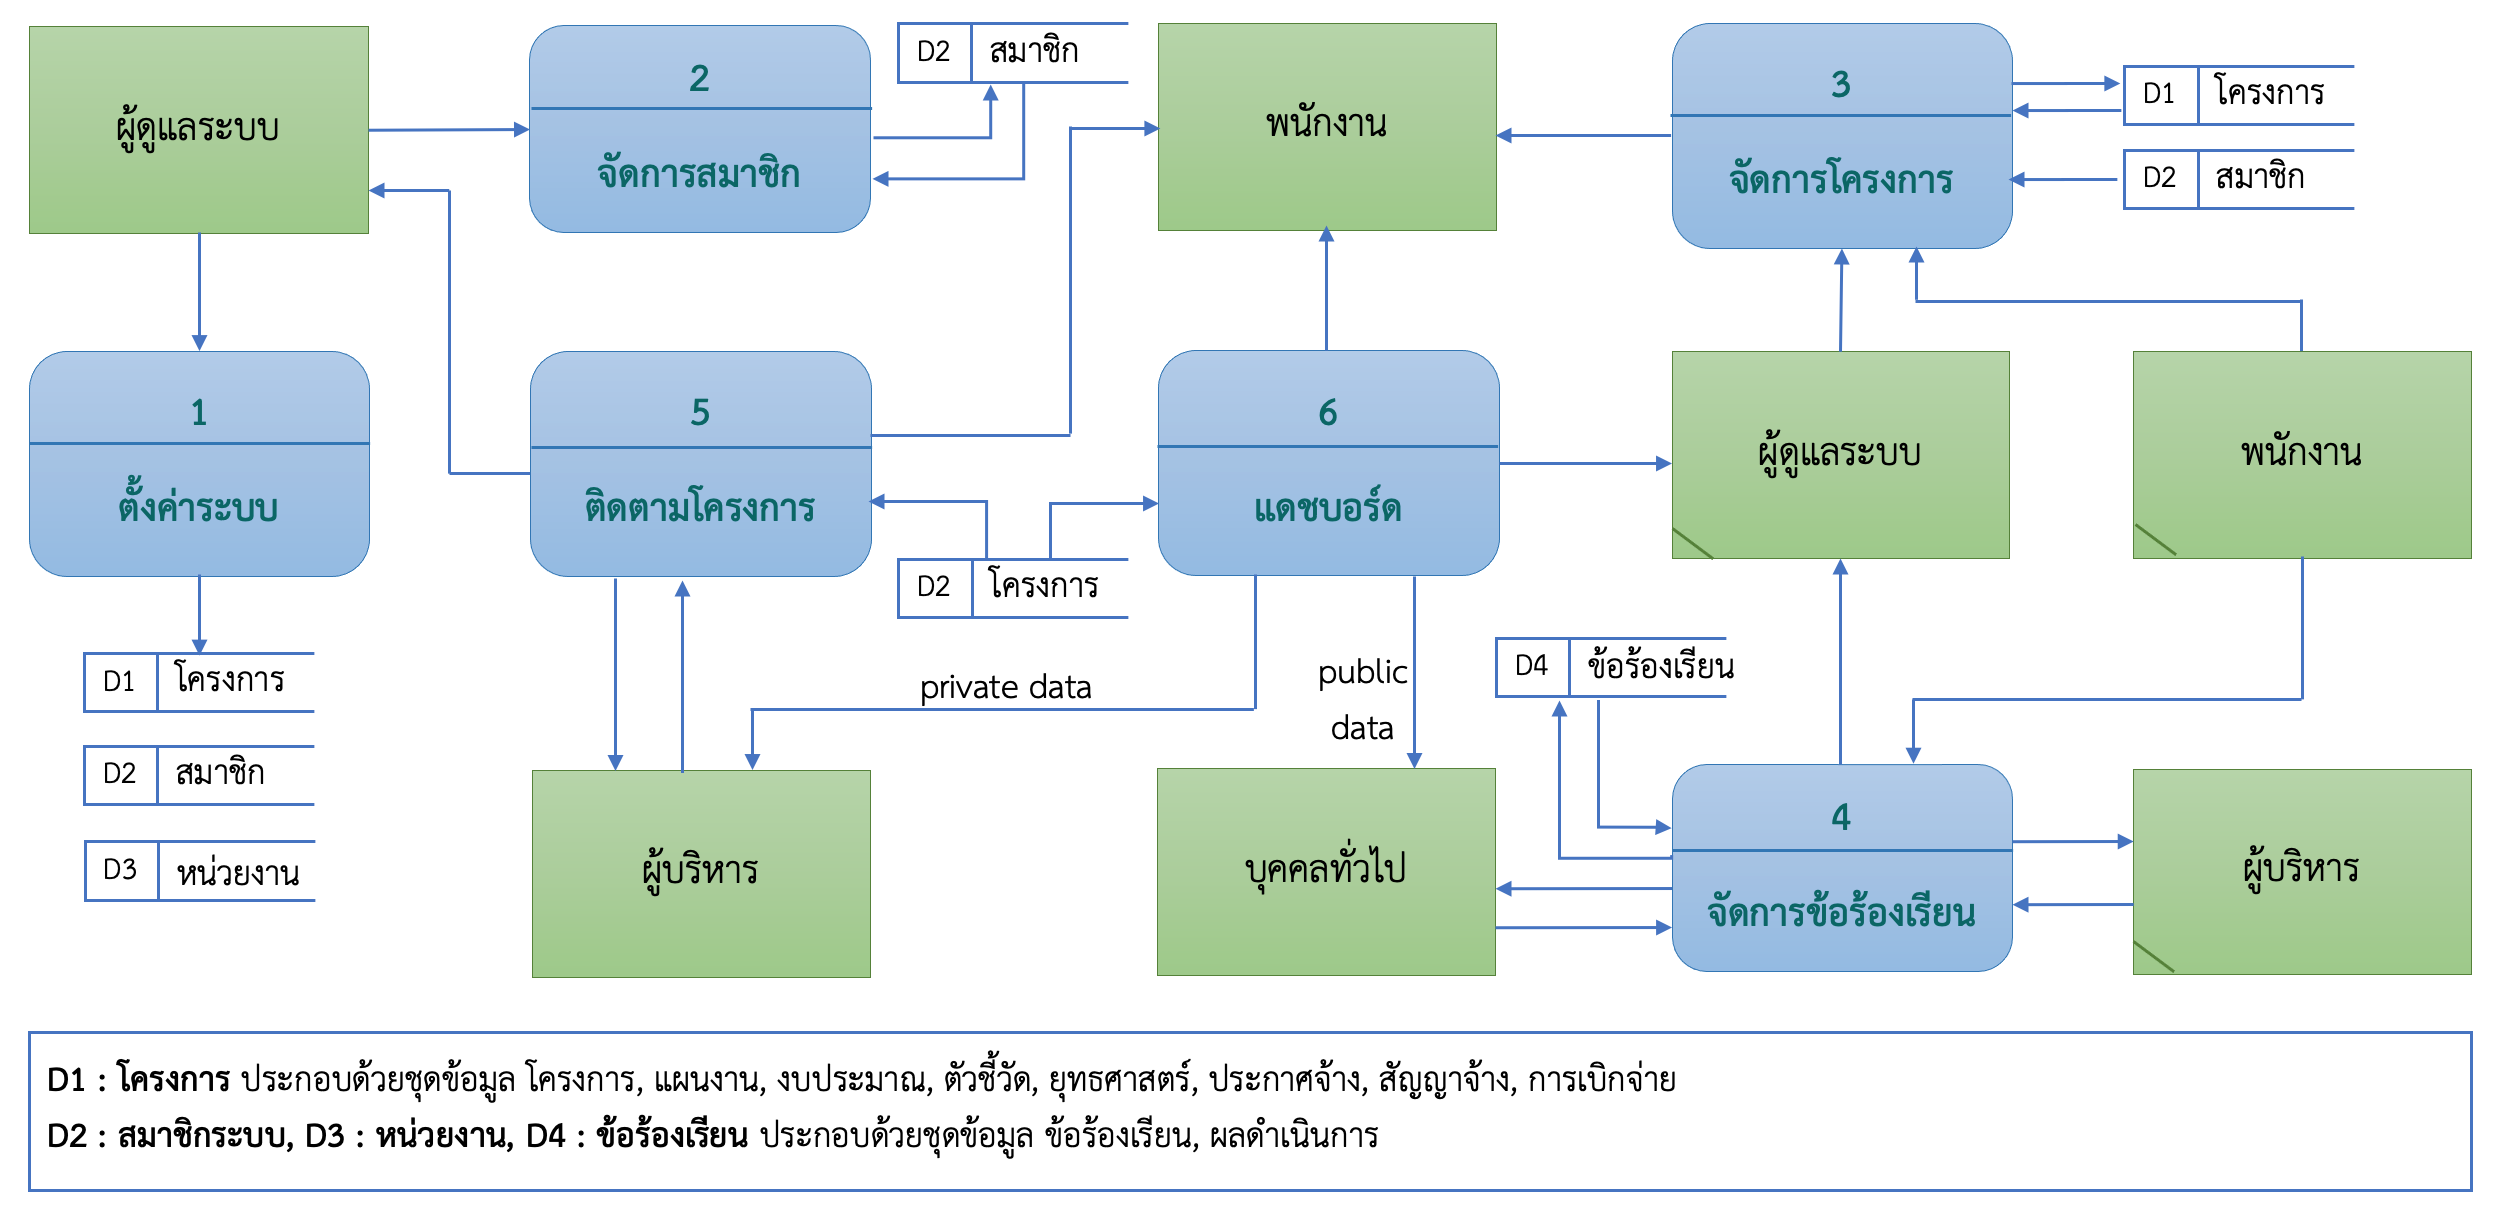 ผู้ดูแลระบบ
2
จัดการสมาชิก
D2 สมาชิก
พนักงาน
3
จัดการโครงการ
D1 โครงการ
D2 สมาชิก
1
ตั้งค่าระบบ
5
ติดตามโครงการ
6
แดชบอร์ด
ผู้ดูแลระบบ
พนักงาน
D2 โครงการ
D1 โครงการ
D2 สมาชิก
D3 หน่วยงาน
private data
public
data
D4 ข้อร้องเรียน
ผู้บริหาร
บุคคลทั่วไป
4
จัดการข้อร้องเรียน
ผู้บริหาร
D1 : โครงการ ประกอบด้วยชุดข้อมูล โครงการ, แผนงาน, งบประมาณ, ตัวชี้วัด, ยุทธศาสตร์, ประกาศจ้าง, สัญญาจ้าง, การเบิกจ่าย
D2 : สมาชิกระบบ, D3 : หน่วยงาน, D4 : ข้อร้องเรียน ประกอบด้วยชุดข้อมูล ข้อร้องเรียน, ผลดำเนินการ